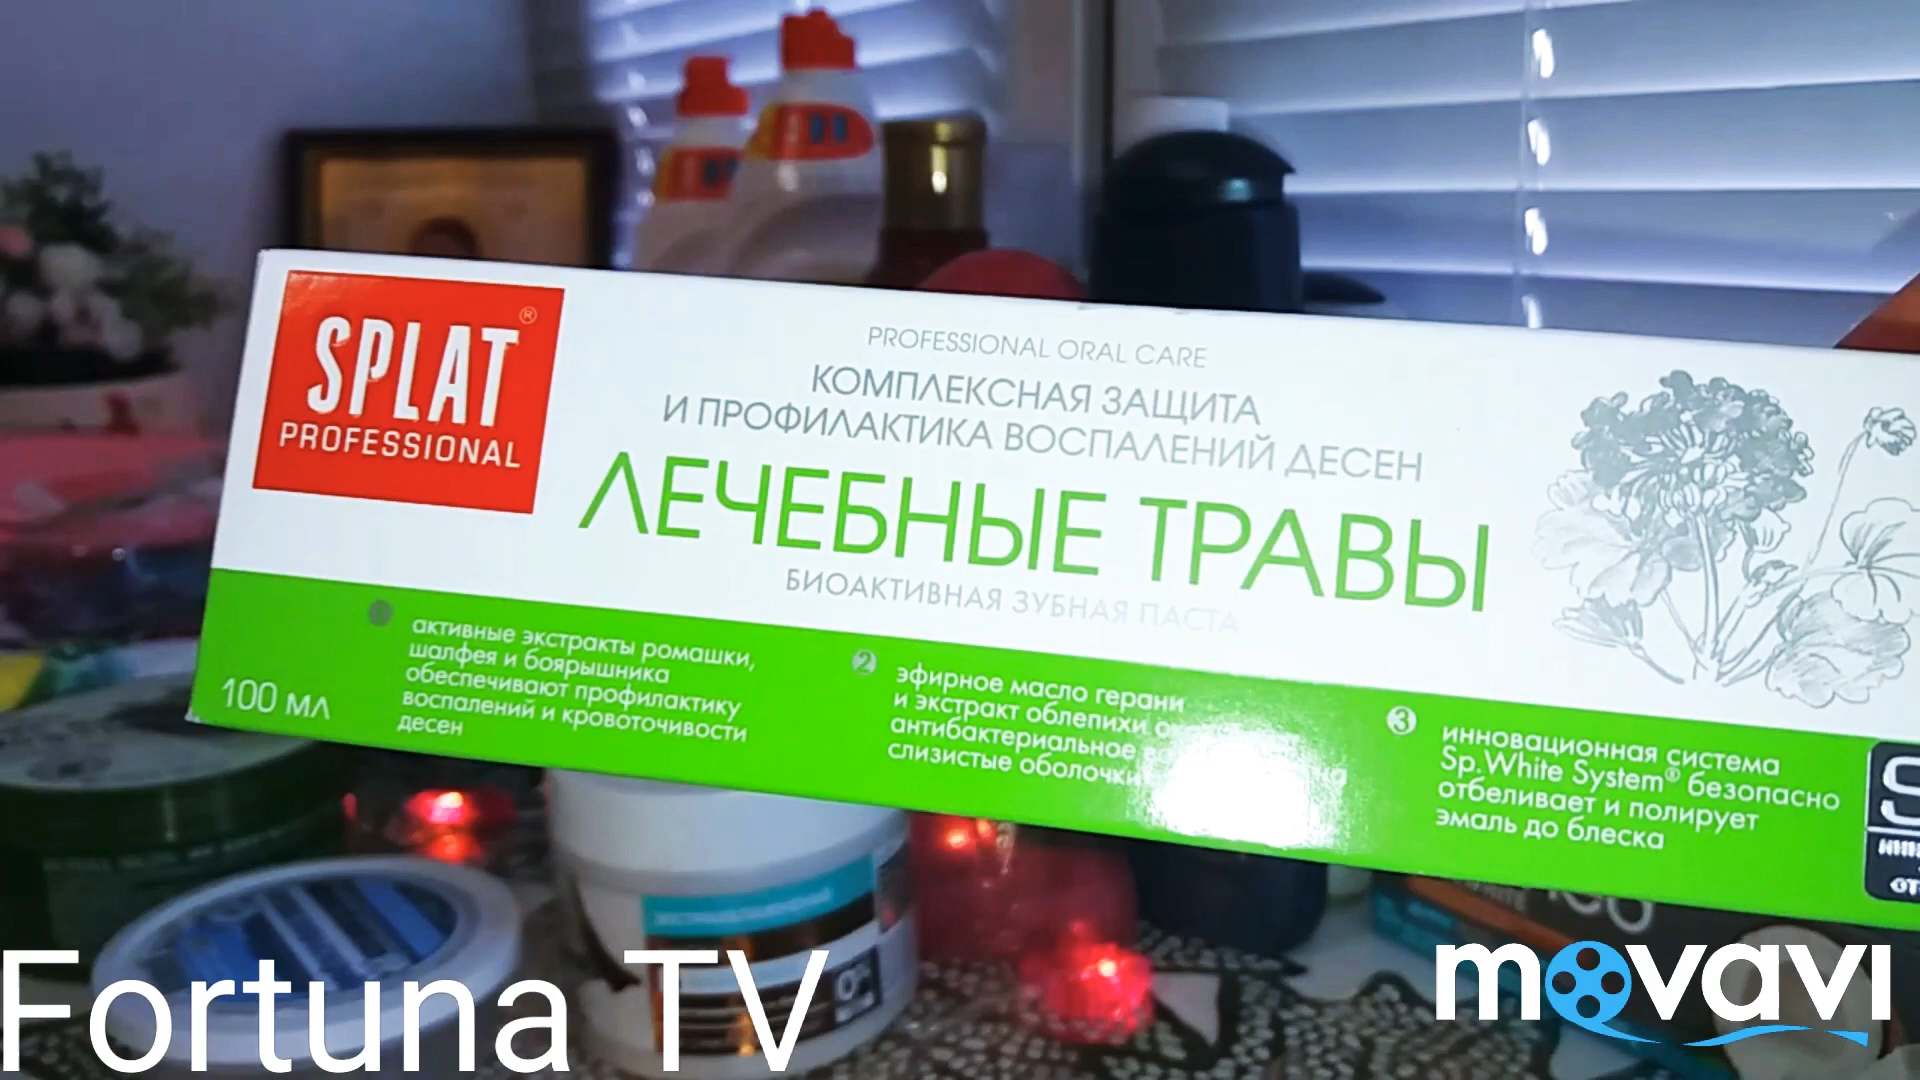 SPLAT®
PROFESSIONAL
PROFESSIONAL ORAL CARE
КОМПЛЕКСНАЯ ЗАЩИТА
И ПРОФИЛАКТИКА ВОСПАЛЕНИЙ ДЕСЕН
ЛЕЧЕБНЫЕ ТРАВЫ
БИОАКТИВНАЯ ЗУБНАЯ ПАСТА
100 МЛ
активные экстракты ромашки,
шалфея и боярышника
обеспечивают профилактику
воспалений и кровоточивости
десен
2 эфирное масло герани
и экстракт облепихи
антибактериальное
слизистые оболочки
3 инновационная система
Sp.White System® безопасно
отбеливает и полирует
эмаль до блеска
Fortuna TV
movavi